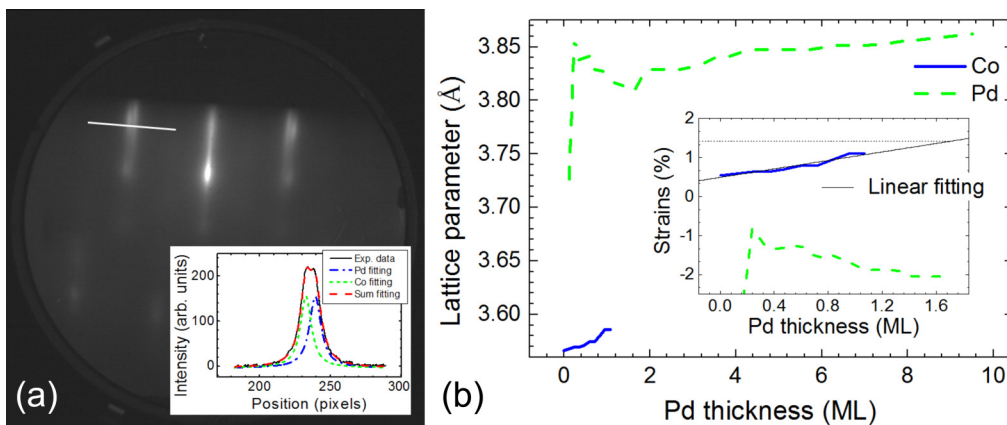 (a)
Intensity (arb. units)
200
100
0
Exp. data
Pd fitting
Co fitting
Sum fitting
200
250
300
Position (pixels)
(b)
Lattice parameter (Å)
3.85
3.80
3.75
3.70
3.65
3.60
Co
Pd
Strains (%)
2
1
0
-1
-2
Linear fitting
0.0 0.4 0.8 1.2 1.6
Pd thickness (ML)
0 2 4 6 8 10
Pd thickness (ML)